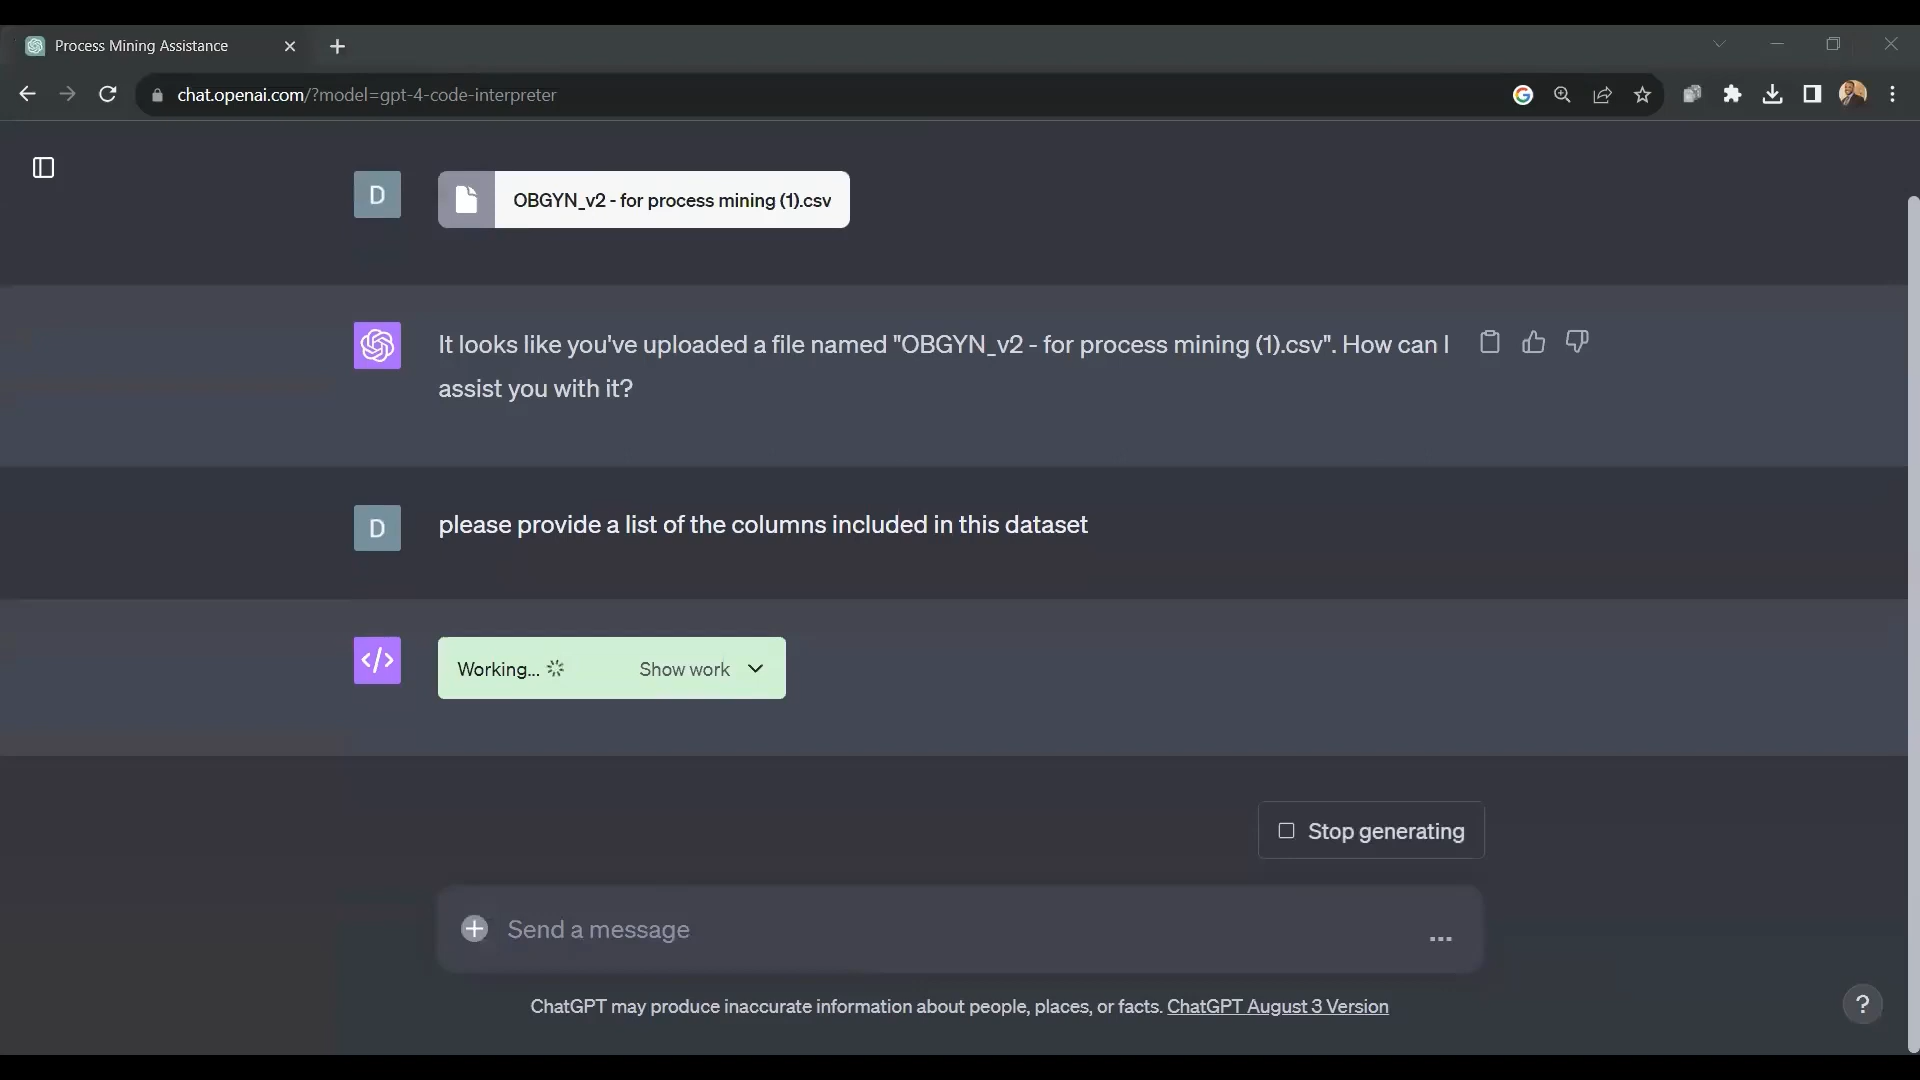 Process Mining Assistance
chat.openai.com/?model=gpt-4-code-interpreter
D
OBGYN_v2 - for process mining (1).csv
It looks like you've uploaded a file named "OBGYN_v2 - for process mining (1).csv". How can I
assist you with it?
D
please provide a list of the columns included in this dataset
Working...
Show work
Stop generating
Send a message
ChatGPT may produce inaccurate information about people, places, or facts. ChatGPT August 3 Version
?